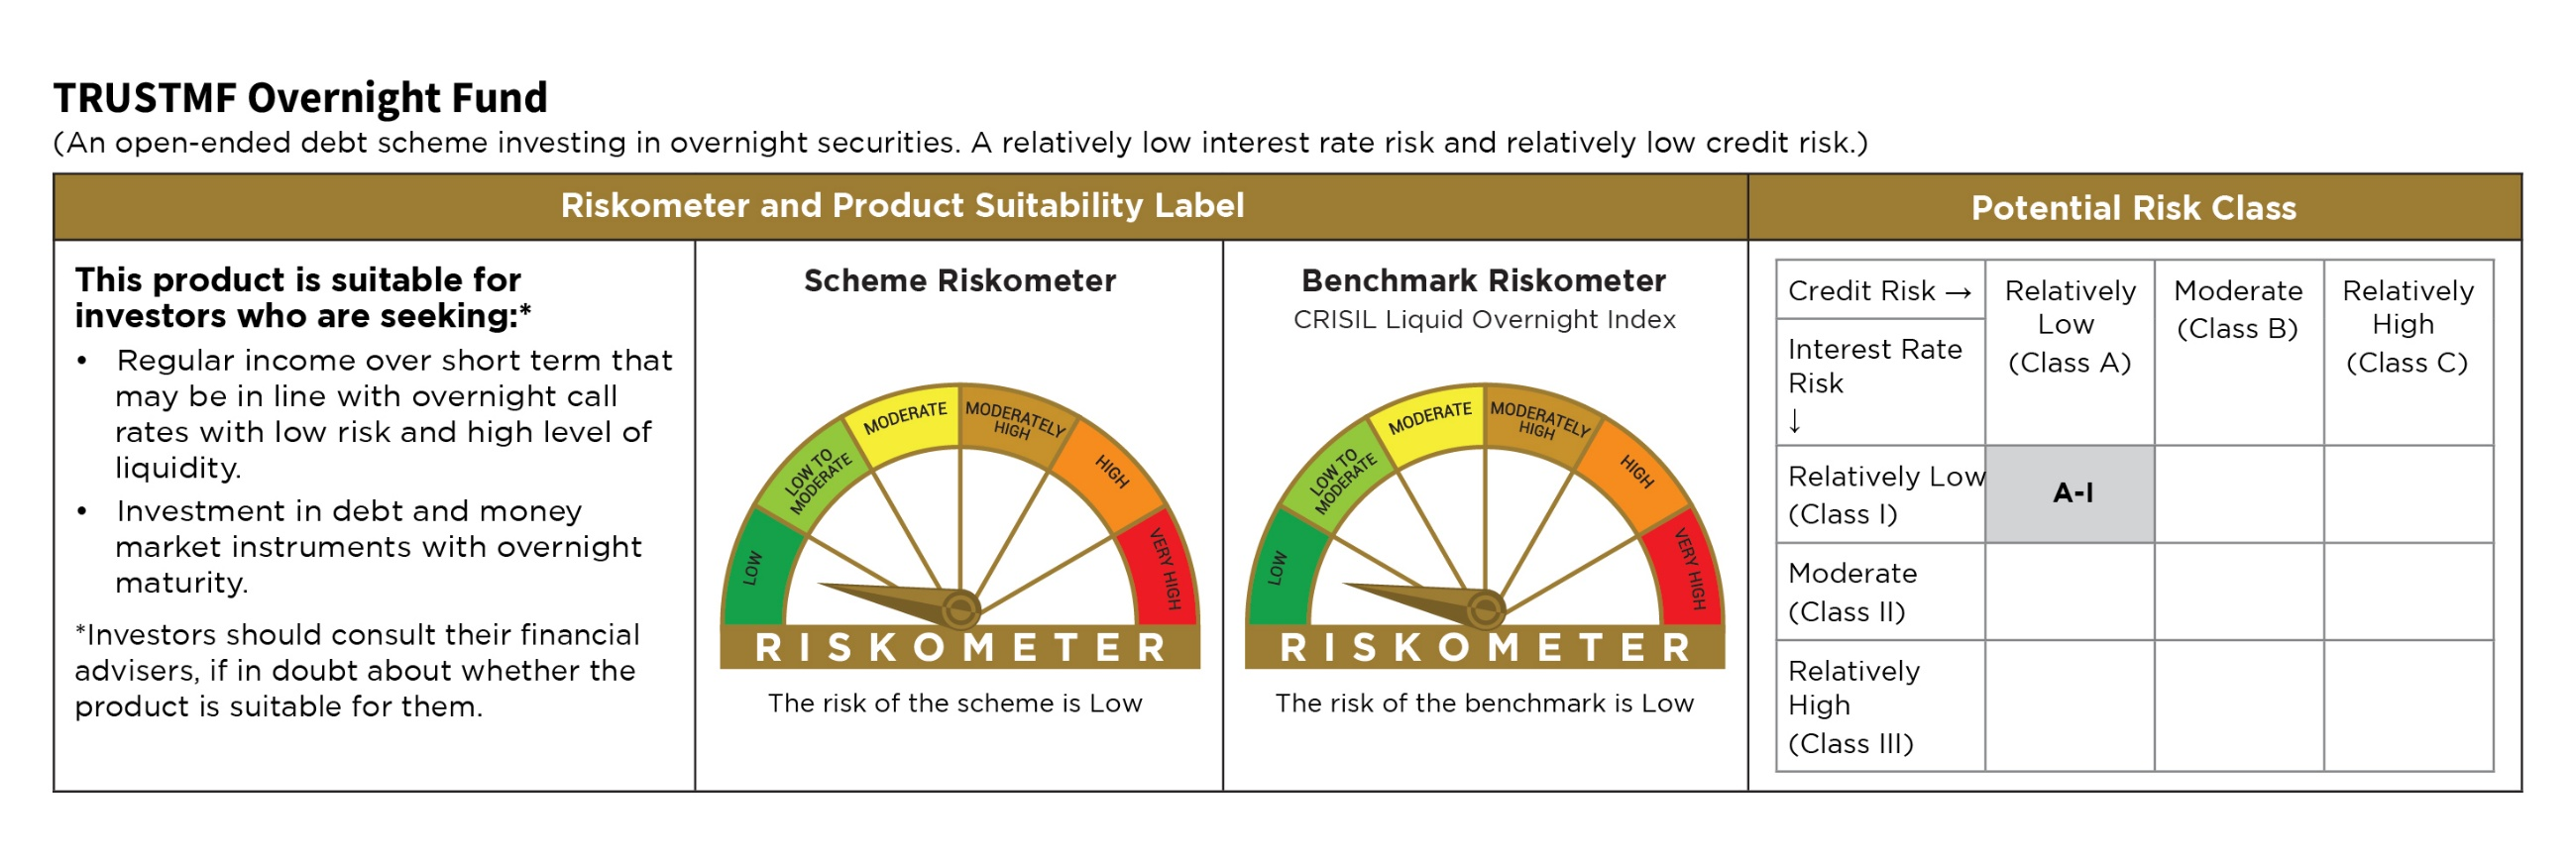 TRUSTMF Overnight Fund
(An open-ended debt scheme investing in overnight securities. A relatively low interest rate risk and relatively low credit risk.)
Riskometer and Product Suitability Label
Potential Risk Class
This product is suitable for
investors who are seeking:*
• Regular income over short term that
may be in line with overnight call
rates with low risk and high level of
liquidity.
• Investment in debt and money
market instruments with overnight
maturity.
*Investors should consult their financial
advisers, if in doubt about whether the
product is suitable for them.
Scheme Riskometer
LOW
LOW TO
MODERATE
MODERATE
MODERATELY
HIGH
HIGH
VERY HIGH
RISKOMETER
The risk of the scheme is Low
Benchmark Riskometer
CRISIL Liquid Overnight Index
LOW
LOW TO
MODERATE
MODERATE
MODERATELY
HIGH
HIGH
VERY HIGH
RISKOMETER
The risk of the benchmark is Low
Credit Risk →
Interest Rate
Risk
↓
Relatively
Low
(Class A)
Moderate
(Class B)
Relatively
High
(Class C)
Relatively Low
(Class I)
A-I
Moderate
(Class II)
Relatively
High
(Class III)